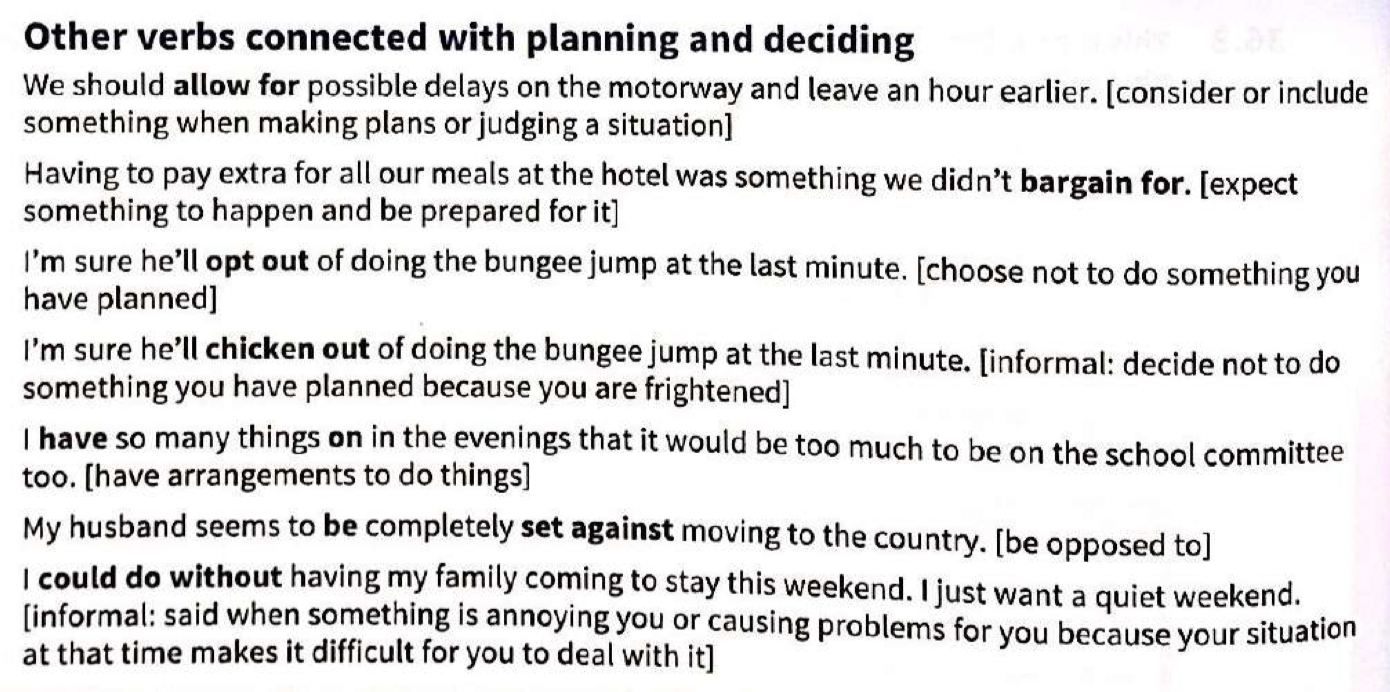 Other verbs connected with planning and deciding
We should allow for possible delays on the motorway and leave an hour earlier. [consider or include
something when making plans or judging a situation]
Having to pay extra for all our meals at the hotel was something we didn't bargain for. [expect
something to happen and be prepared for it]
I'm sure he'll opt out of doing the bungee jump at the last minute. [choose not to do something you
have planned]
I'm sure he'll chicken out of doing the bungee jump at the last minute. [informal: decide not to do
something you have planned because you are frightened]
I have so many things on in the evenings that it would be too much to be on the school committee
too. [have arrangements to do things]
My husband seems to be completely set against moving to the country. [be opposed to]
I could do without having my family coming to stay this weekend. I just want a quiet weekend.
[informal: said when something is annoying you or causing problems for you because your situation
at that time makes it difficult for you to deal with it]